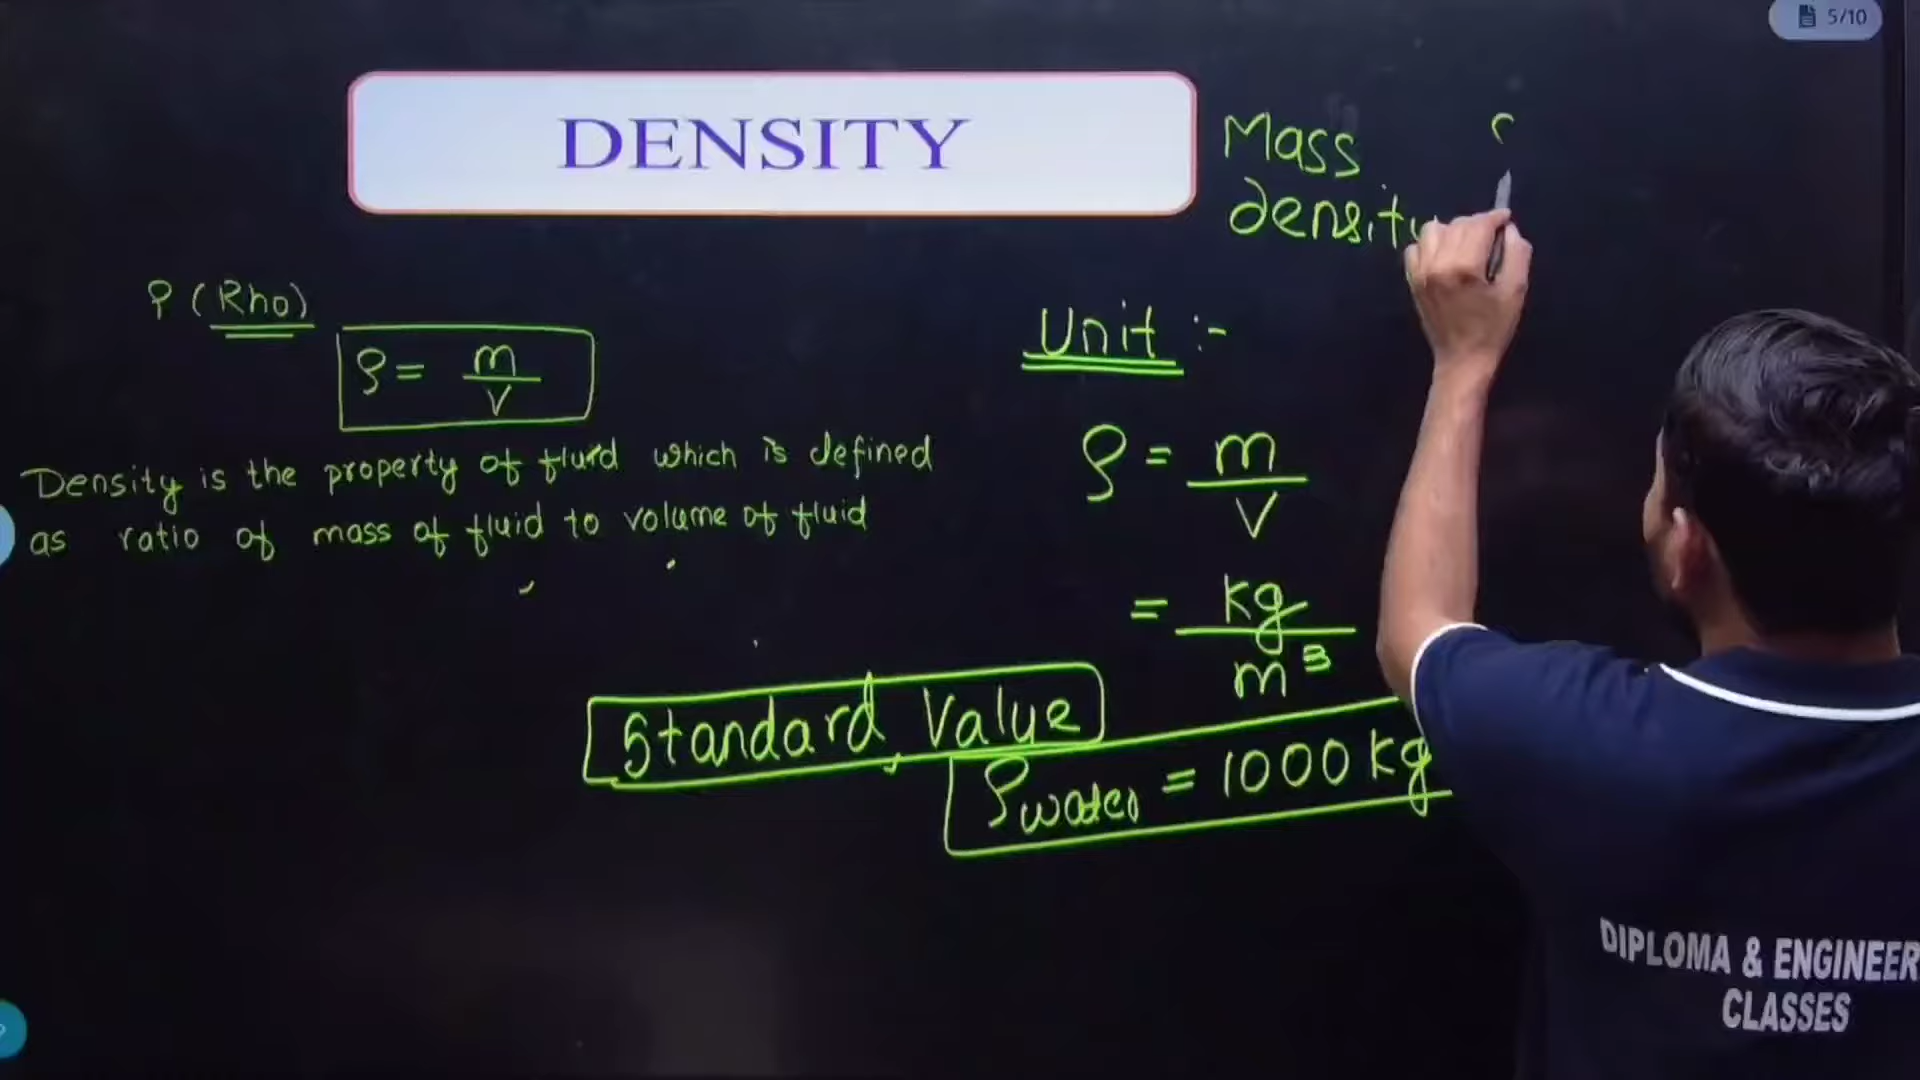 5/10
DENSITY
Mass
density
ρ (Rho)
ρ = m/V
Density is the property of fluid which is defined
as ratio of mass of fluid to volume of fluid
Unit :-
ρ = m/V
= kg/m³
Standard Value
ρwater = 1000 kg
DIPLOMA & ENGINEER
CLASSES